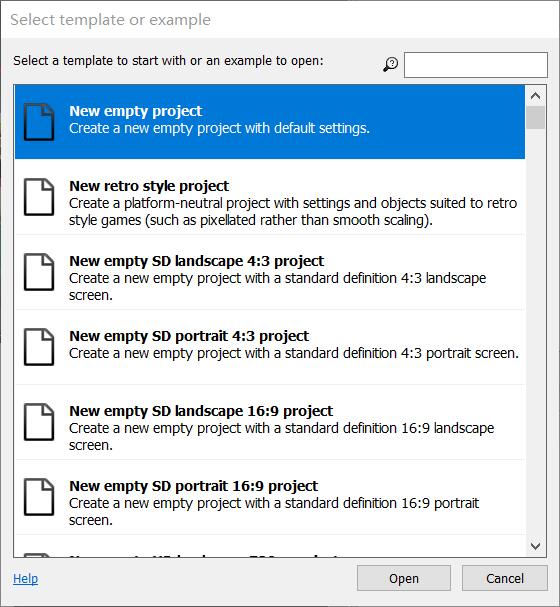 Select template or example
Select a template to start with or an example to open:
New empty project
Create a new empty project with default settings.
New retro style project
Create a platform-neutral project with settings and objects suited to retro
style games (such as pixellated rather than smooth scaling).
New empty SD landscape 4:3 project
Create a new empty project with a standard definition 4:3 landscape
screen.
New empty SD portrait 4:3 project
Create a new empty project with a standard definition 4:3 portrait screen.
New empty SD landscape 16:9 project
Create a new empty project with a standard definition 16:9 landscape
screen.
New empty SD portrait 16:9 project
Create a new empty project with a standard definition 16:9 portrait
screen.
Help
Open
Cancel